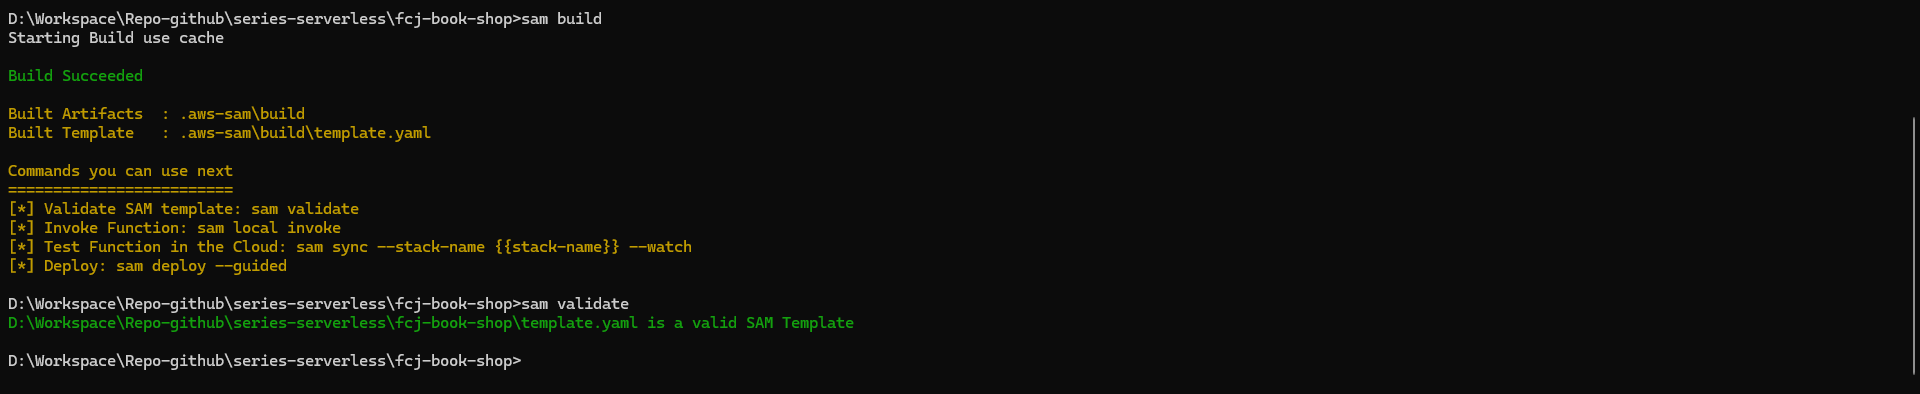 D:\Workspace\Repo-github\series-serverless\fcj-book-shop>sam build
Starting Build use cache
Build Succeeded
Built Artifacts  : .aws-sam\build
Built Template   : .aws-sam\build\template.yaml
Commands you can use next
=========================
[*] Validate SAM template: sam validate
[*] Invoke Function: sam local invoke
[*] Test Function in the Cloud: sam sync --stack-name {{stack-name}} --watch
[*] Deploy: sam deploy --guided
D:\Workspace\Repo-github\series-serverless\fcj-book-shop>sam validate
D:\Workspace\Repo-github\series-serverless\fcj-book-shop\template.yaml is a valid SAM Template
D:\Workspace\Repo-github\series-serverless\fcj-book-shop>